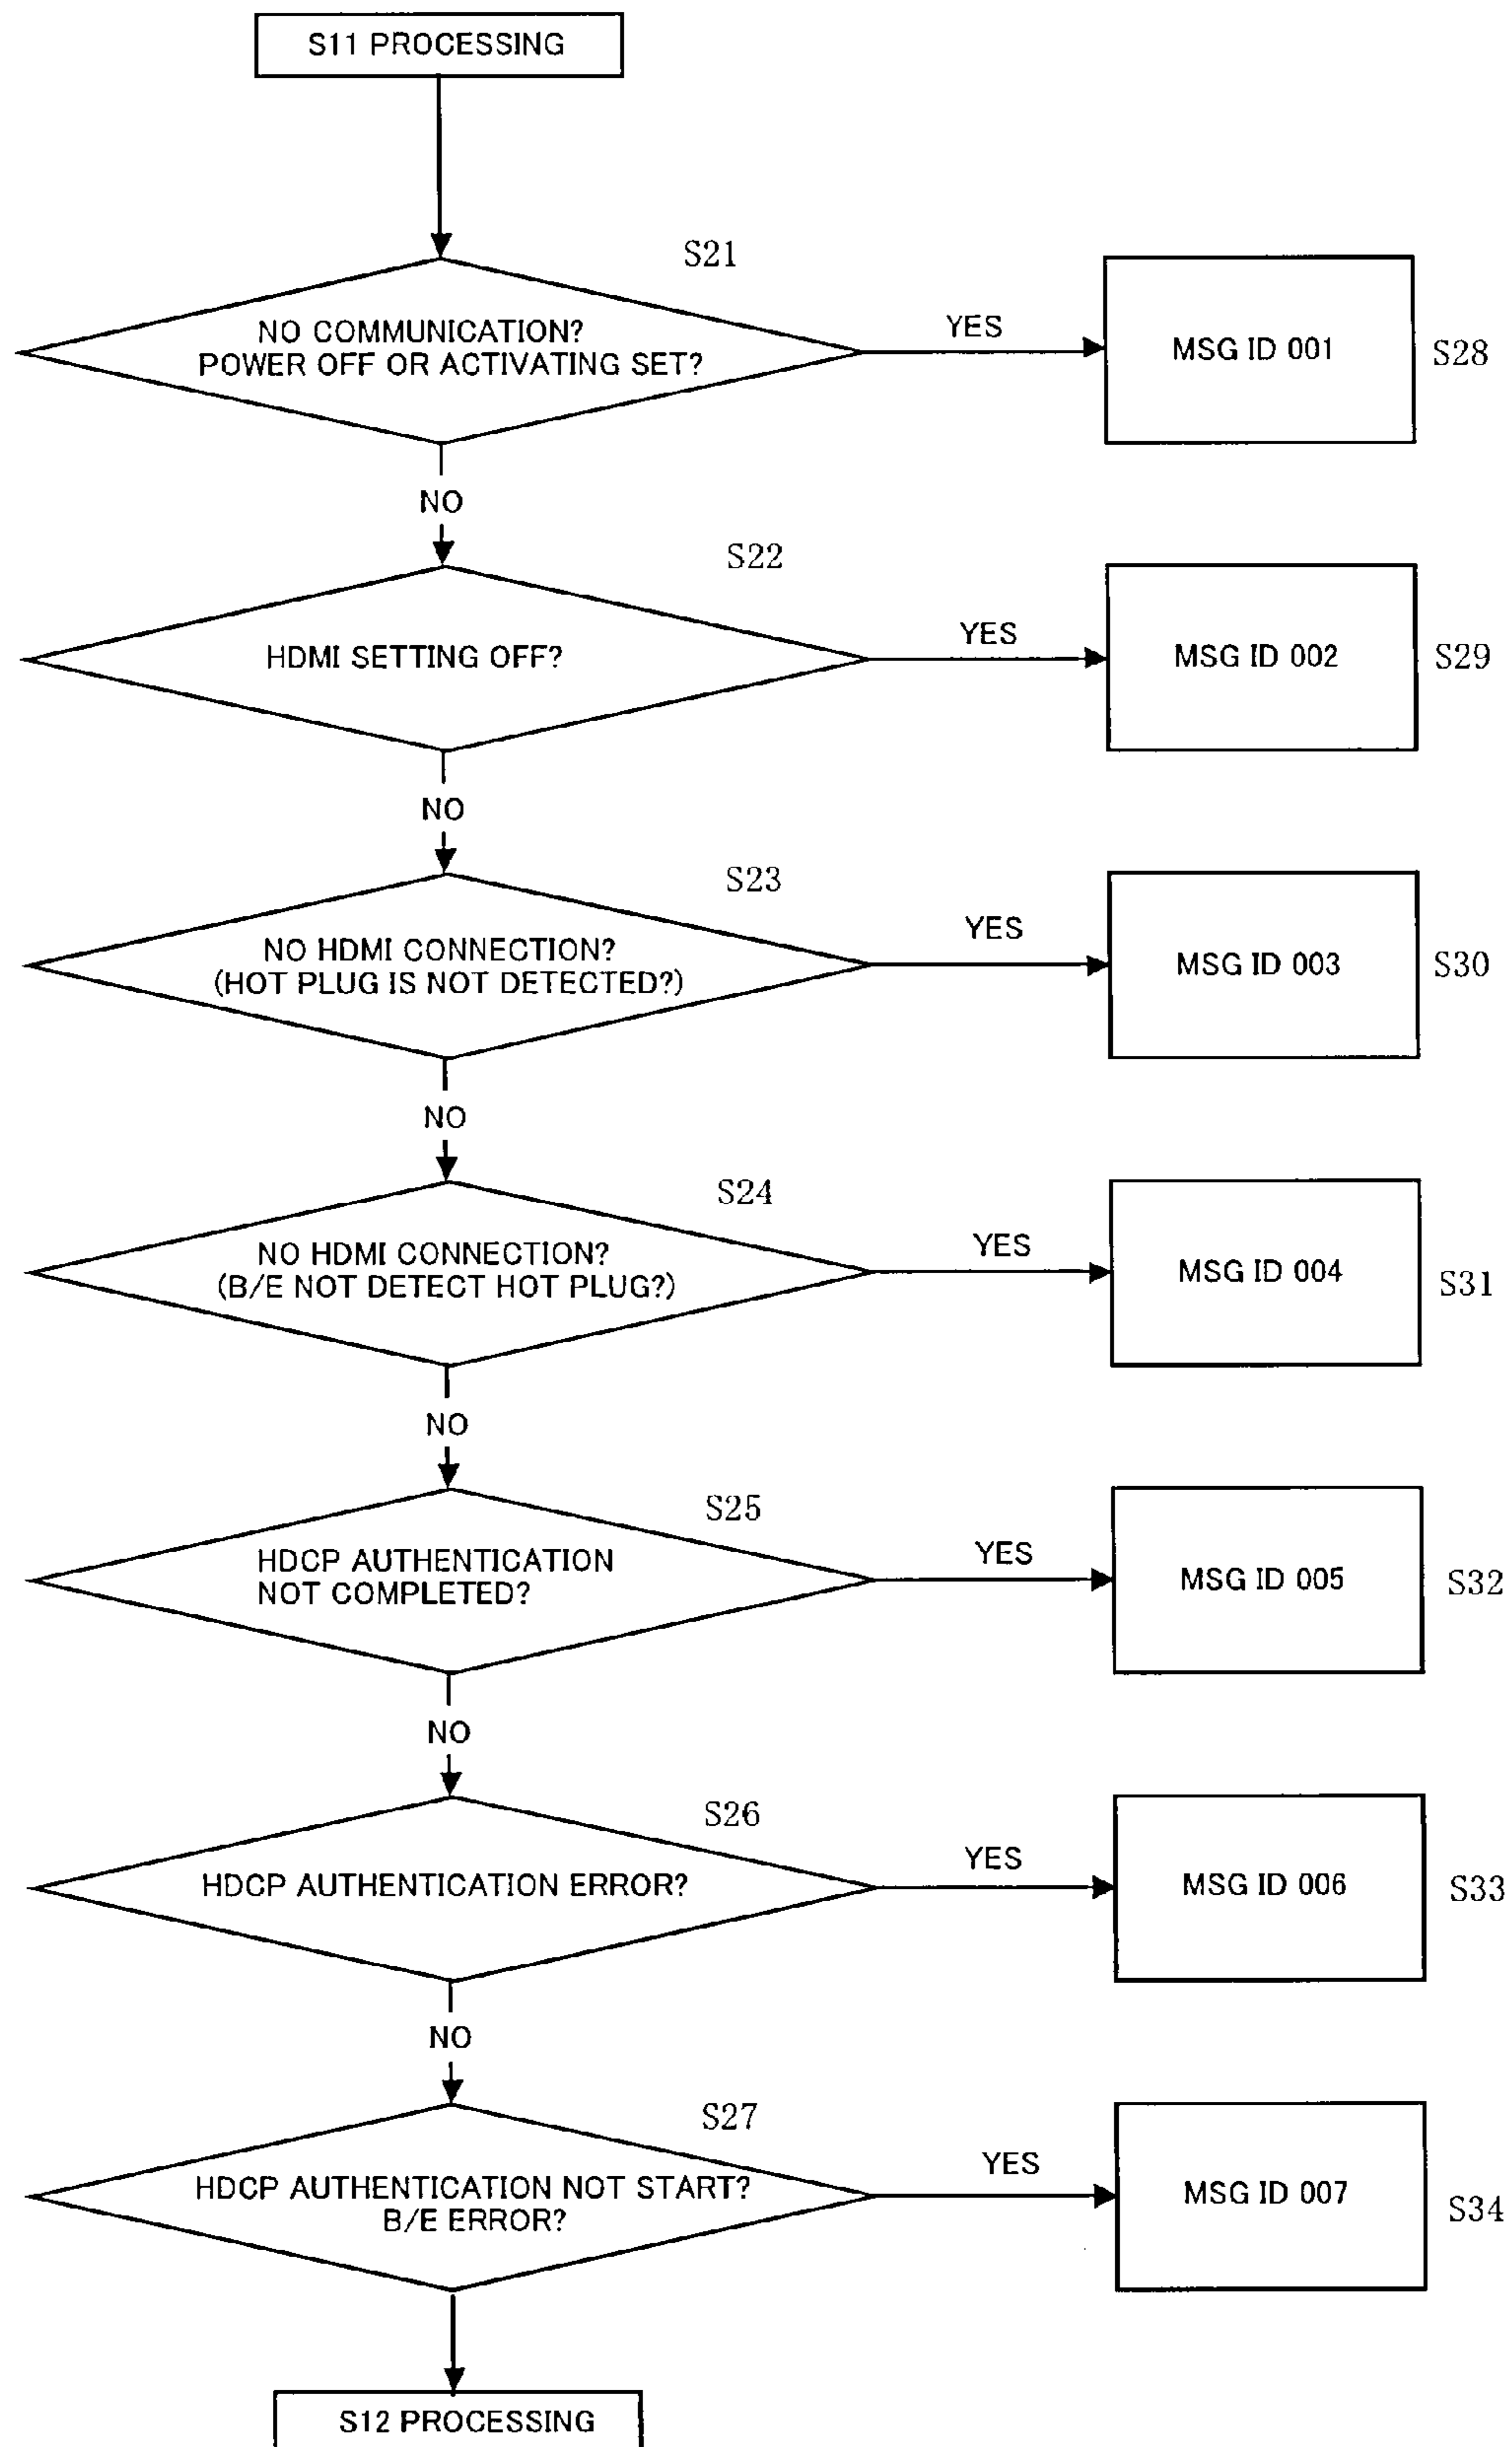 S11 PROCESSING
S21
NO COMMUNICATION?
POWER OFF OR ACTIVATING SET?
YES
MSG ID 001
S28
NO
S22
HDMI SETTING OFF?
YES
MSG ID 002
S29
NO
S23
NO HDMI CONNECTION?
(HOT PLUG IS NOT DETECTED?)
YES
MSG ID 003
S30
NO
S24
NO HDMI CONNECTION?
(B/E NOT DETECT HOT PLUG?)
YES
MSG ID 004
S31
NO
S25
HDCP AUTHENTICATION
NOT COMPLETED?
YES
MSG ID 005
S32
NO
S26
HDCP AUTHENTICATION ERROR?
YES
MSG ID 006
S33
NO
S27
HDCP AUTHENTICATION NOT START?
B/E ERROR?
YES
MSG ID 007
S34
S12 PROCESSING